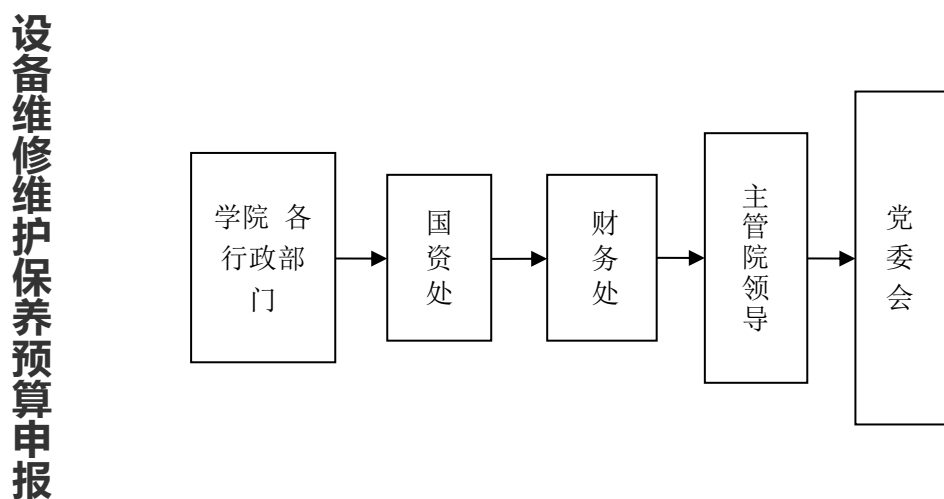 设备维修维护保养预算申报
学院 各
行政部
门
国
资
处
财
务
处
主
管
院
领
导
党
委
会